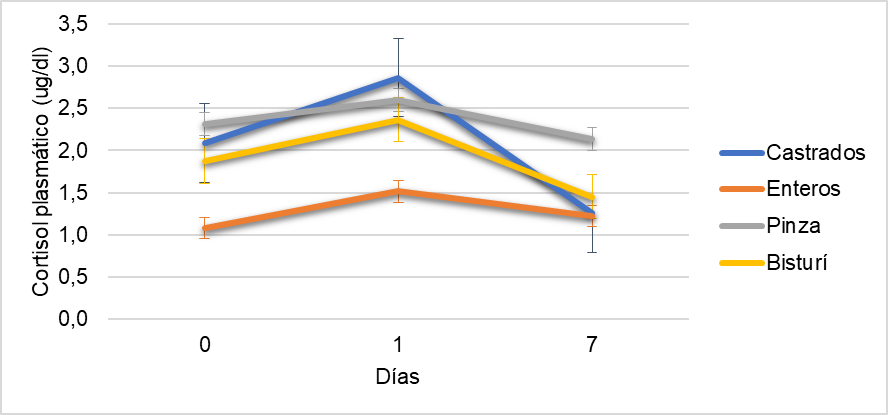 3,5
3,0
2,5
2,0
1,5
1,0
0,5
0,0
Cortisol plasmático (ug/dl)
0 1 7
Días
Castrados
Enteros
Pinza
Bisturí